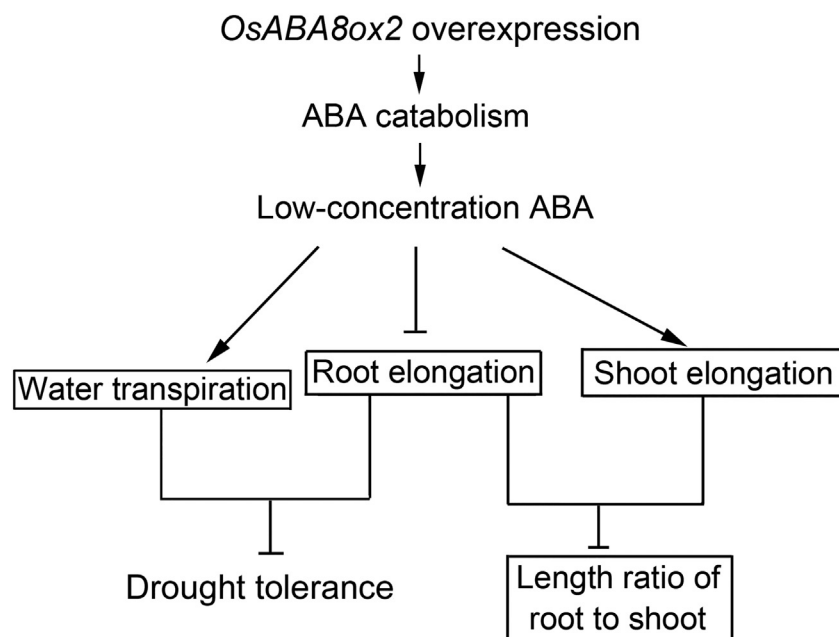 OsABA8ox2 overexpression
ABA catabolism
Low-concentration ABA
Water transpiration
Root elongation
Shoot elongation
Drought tolerance
Length ratio of
root to shoot